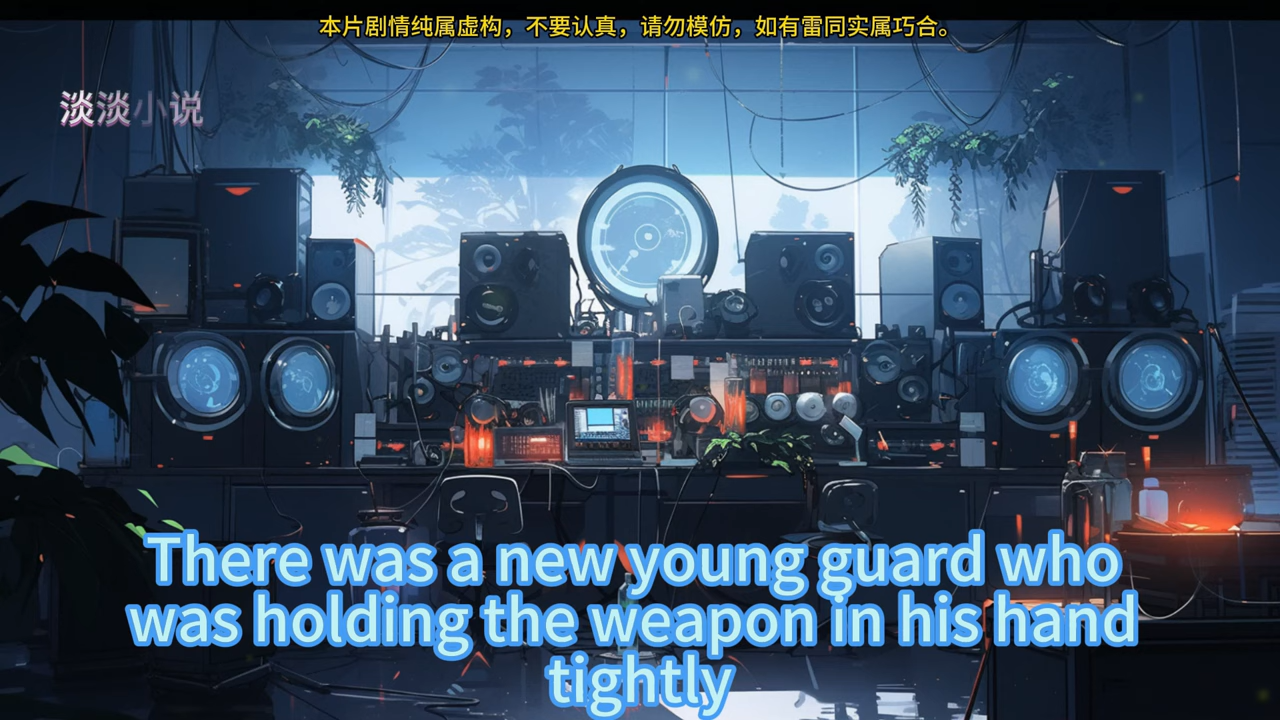 本片剧情纯属虚构，不要认真，请勿模仿，如有雷同实属巧合。
淡淡小说
There was a new young guard who
was holding the weapon in his hand
tightly